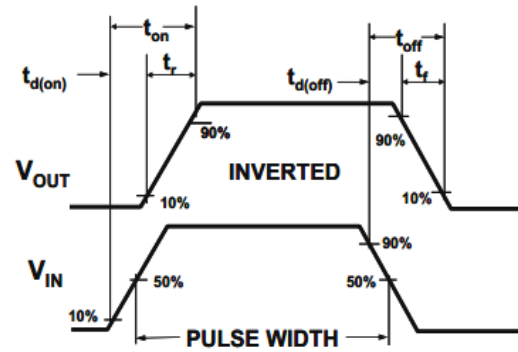 t_on t_off
t_d(on) t_r t_d(off) t_f
90% 90%
V_OUT INVERTED
10% 10%
90%
V_IN 50% 50%
10%
PULSE WIDTH